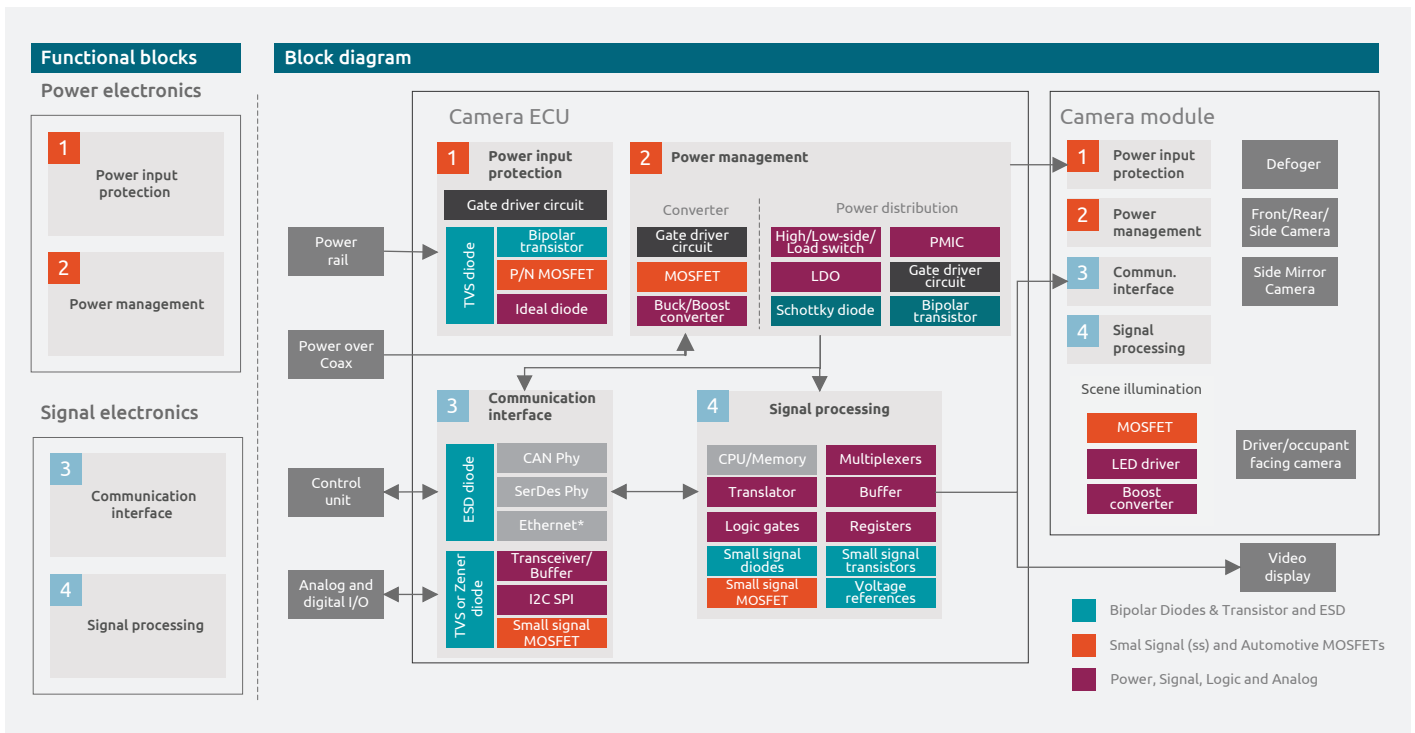 Functional blocks
Power electronics
1
Power input
protection
2
Power management
Signal electronics
3
Communication
interface
4
Signal processing
Block diagram
Power
rail
Power over
Coax
Control
unit
Analog and
digital I/O
Camera ECU
1
Power input
protection
Gate driver circuit
TVS diode
Bipolar
transistor
P/N MOSFET
Ideal diode
2
Power management
Converter
Gate driver
circuit
MOSFET
Buck/Boost
converter
Power distribution
High/Low-side/
Load switch
PMIC
LDO
Gate driver
circuit
Schottky diode
Bipolar
transistor
3
Communication
interface
ESD diode
CAN Phy
SerDes Phy
Ethernet*
TVS or Zener
diode
Transceiver/
Buffer
I2C SPI
Small signal
MOSFET
4
Signal processing
CPU/Memory
Multiplexers
Translator
Buffer
Logic gates
Registers
Small signal
diodes
Small signal
transistors
Small signal
MOSFET
Voltage
references
Camera module
1
Power input
protection
2
Power
management
3
Commun.
interface
4
Signal
processing
Scene illumination
MOSFET
LED driver
Boost
converter
Defoger
Front/Rear/
Side Camera
Side Mirror
Camera
Driver/occupant
facing camera
Video
display
Bipolar Diodes & Transistor and ESD
Smal Signal (ss) and Automotive MOSFETs
Power, Signal, Logic and Analog